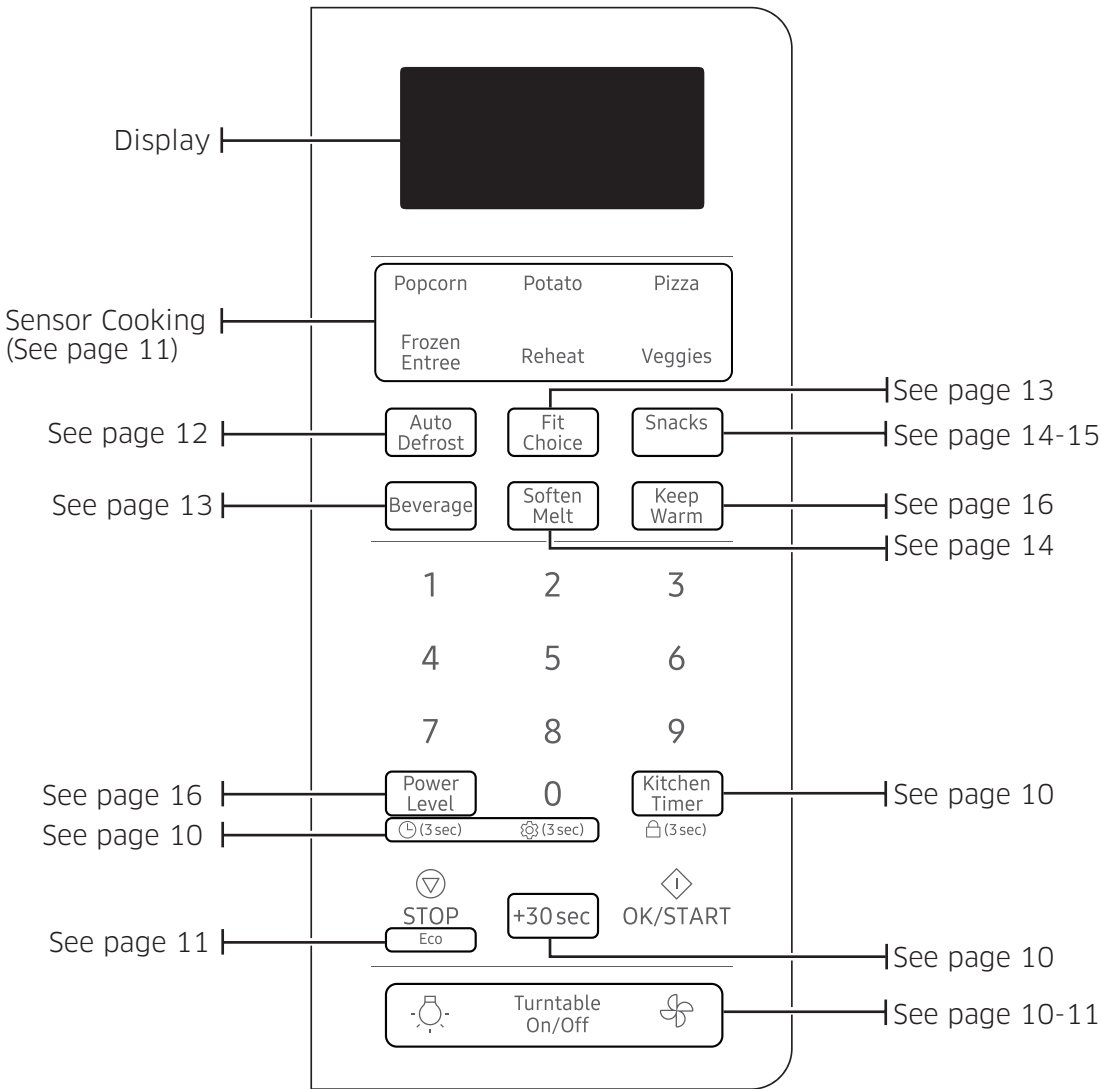 Display
Popcorn Potato Pizza
Sensor Cooking
(See page 11)
Frozen
Entree
Reheat Veggies
See page 13
See page 12
Auto
Defrost
Fit
Choice
Snacks
See page 14-15
See page 13
Beverage
Soften
Melt
Keep
Warm
See page 16
See page 14
1 2 3
4 5 6
7 8 9
See page 16
Power
Level
0
Kitchen
Timer
See page 10
See page 10
(3 sec) (3 sec) (3 sec)
STOP
+30 sec
OK/START
See page 11
Eco
See page 10
Turntable
On/Off
See page 10-11